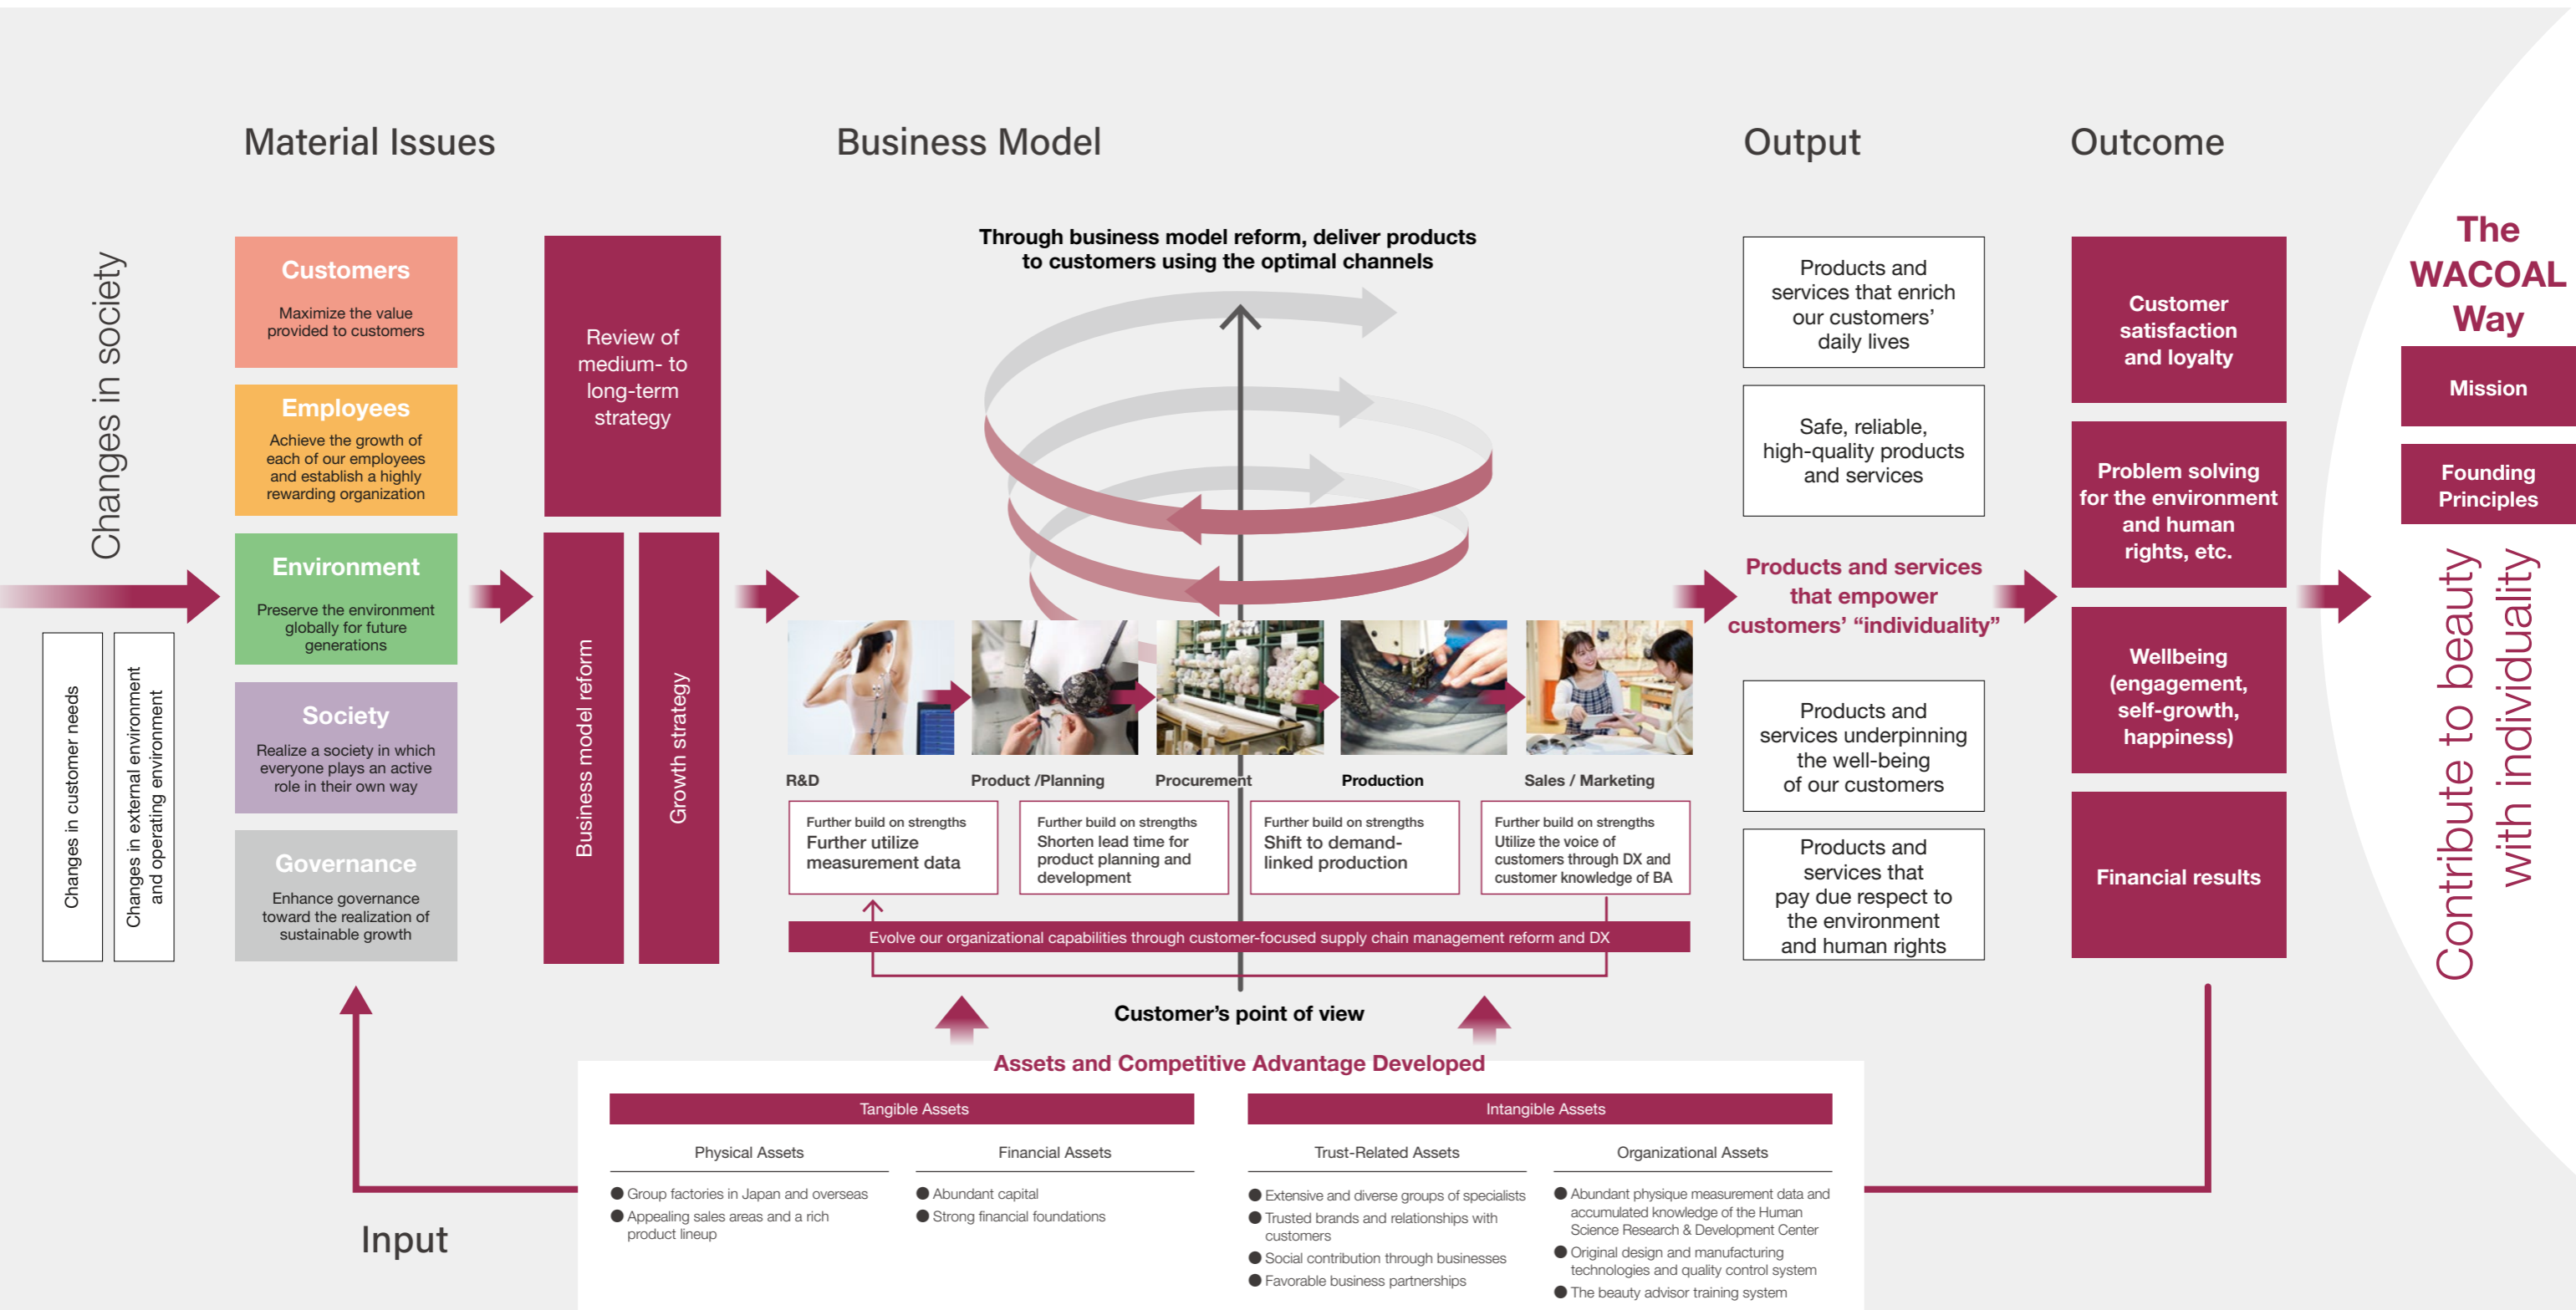 Material Issues
Business Model
Output
Outcome
Changes in society
Changes in customer needs
Changes in external environment
and operating environment
Customers
Maximize the value
provided to customers
Employees
Achieve the growth of
each of our employees
and establish a highly
rewarding organization
Environment
Preserve the environment
globally for future
generations
Society
Realize a society in which
everyone plays an active
role in their own way
Governance
Enhance governance
toward the realization of
sustainable growth
Review of
medium- to
long-term
strategy
Business model reform
Growth strategy
Through business model reform, deliver products
to customers using the optimal channels
R&D
Product /Planning
Procurement
Production
Sales / Marketing
Further build on strengths
Further utilize
measurement data
Further build on strengths
Shorten lead time for
product planning and
development
Further build on strengths
Shift to demand-
linked production
Further build on strengths
Utilize the voice of
customers through DX and
customer knowledge of BA
Evolve our organizational capabilities through customer-focused supply chain management reform and DX
Customer's point of view
Products and
services that enrich
our customers'
daily lives
Safe, reliable,
high-quality products
and services
Products and services
that empower
customers' “individuality”
Products and
services underpinning
the well-being
of our customers
Products and
services that
pay due respect to
the environment
and human rights
Customer
satisfaction
and loyalty
Problem solving
for the environment
and human
rights, etc.
Wellbeing
(engagement,
self-growth,
happiness)
Financial results
The
WACOAL
Way
Mission
Founding
Principles
Contribute to beauty
with individuality
Input
Assets and Competitive Advantage Developed
Tangible Assets
Physical Assets
● Group factories in Japan and overseas
● Appealing sales areas and a rich
product lineup
Financial Assets
● Abundant capital
● Strong financial foundations
Intangible Assets
Trust-Related Assets
● Extensive and diverse groups of specialists
● Trusted brands and relationships with
customers
● Social contribution through businesses
● Favorable business partnerships
Organizational Assets
● Abundant physique measurement data and
accumulated knowledge of the Human
Science Research & Development Center
● Original design and manufacturing
technologies and quality control system
● The beauty advisor training system